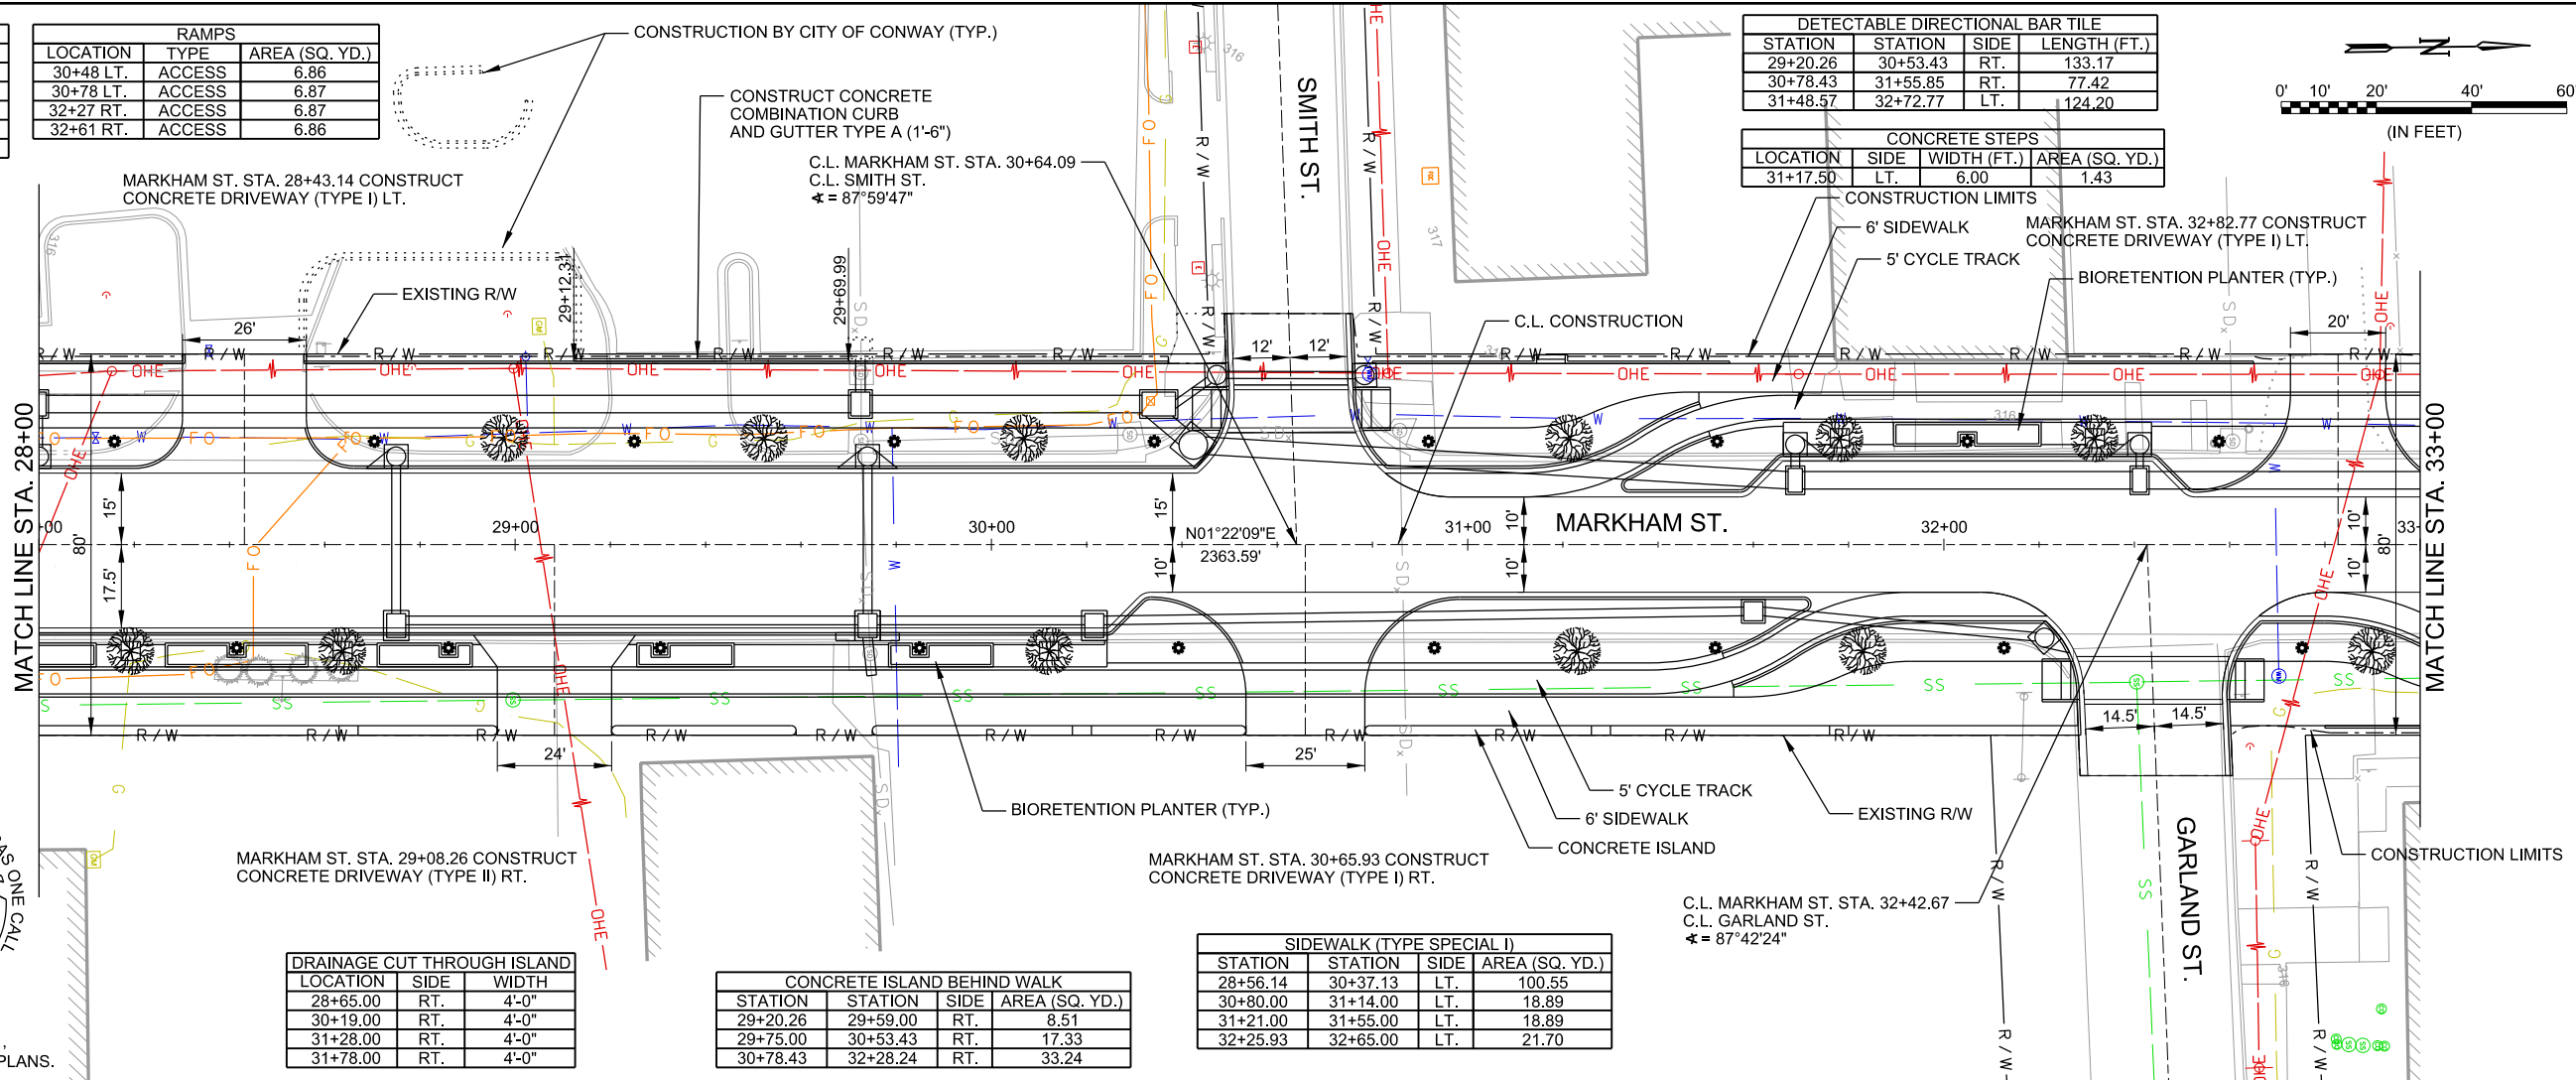 RAMPS
LOCATION TYPE AREA (SQ. YD.)
30+48 LT. ACCESS 6.86
30+78 LT. ACCESS 6.87
32+27 RT. ACCESS 6.87
32+61 RT. ACCESS 6.86
CONSTRUCTION BY CITY OF CONWAY (TYP.)
CONSTRUCT CONCRETE
COMBINATION CURB
AND GUTTER TYPE A (1'-6")
C.L. MARKHAM ST. STA. 30+64.09
C.L. SMITH ST.
∡ = 87°59'47"
MARKHAM ST. STA. 28+43.14 CONSTRUCT
CONCRETE DRIVEWAY (TYPE I) LT.
SMITH ST.
DETECTABLE DIRECTIONAL BAR TILE
STATION STATION SIDE LENGTH (FT.)
29+20.26 30+53.43 RT. 133.17
30+78.43 31+55.85 RT. 77.42
31+48.57 32+72.77 LT. 124.20
CONCRETE STEPS
LOCATION SIDE WIDTH (FT.) AREA (SQ. YD.)
31+17.50 LT. 6.00 1.43
N
0' 10' 20' 40' 60'
(IN FEET)
CONSTRUCTION LIMITS
6' SIDEWALK
5' CYCLE TRACK
MARKHAM ST. STA. 32+82.77 CONSTRUCT
CONCRETE DRIVEWAY (TYPE I) LT.
BIORETENTION PLANTER (TYP.)
C.L. CONSTRUCTION
EXISTING R/W
26'
29+12.31
29+69.99
12' 12'
20'
316
316
317
316
MATCH LINE STA. 28+00
80'
15'
17.5'
29+00
30+00
15'
10'
N01°22'09"E
2363.59'
31+00
10'
10'
MARKHAM ST.
32+00
10'
10'
80'
MATCH LINE STA. 33+00
24'
25'
14.5' 14.5'
BIORETENTION PLANTER (TYP.)
5' CYCLE TRACK
6' SIDEWALK
CONCRETE ISLAND
EXISTING R/W
CONSTRUCTION LIMITS
MARKHAM ST. STA. 29+08.26 CONSTRUCT
CONCRETE DRIVEWAY (TYPE II) RT.
MARKHAM ST. STA. 30+65.93 CONSTRUCT
CONCRETE DRIVEWAY (TYPE I) RT.
C.L. MARKHAM ST. STA. 32+42.67
C.L. GARLAND ST.
∡ = 87°42'24"
GARLAND ST.
ONE CALL
PLANS.
DRAINAGE CUT THROUGH ISLAND
LOCATION SIDE WIDTH
28+65.00 RT. 4'-0"
30+19.00 RT. 4'-0"
31+28.00 RT. 4'-0"
31+78.00 RT. 4'-0"
CONCRETE ISLAND BEHIND WALK
STATION STATION SIDE AREA (SQ. YD.)
29+20.26 29+59.00 RT. 8.51
29+75.00 30+53.43 RT. 17.33
30+78.43 32+28.24 RT. 33.24
SIDEWALK (TYPE SPECIAL I)
STATION STATION SIDE AREA (SQ. YD.)
28+56.14 30+37.13 LT. 100.55
30+80.00 31+14.00 LT. 18.89
31+21.00 31+55.00 LT. 18.89
32+25.93 32+65.00 LT. 21.70